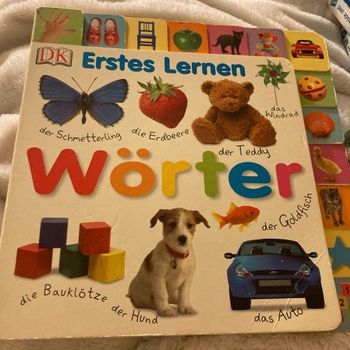 DK Erstes Lernen
das Windrad
der Schmetterling
die Erdbeere
der Teddy
Wörter
der Goldfisch
die Bauklötze
der Hund
das Auto